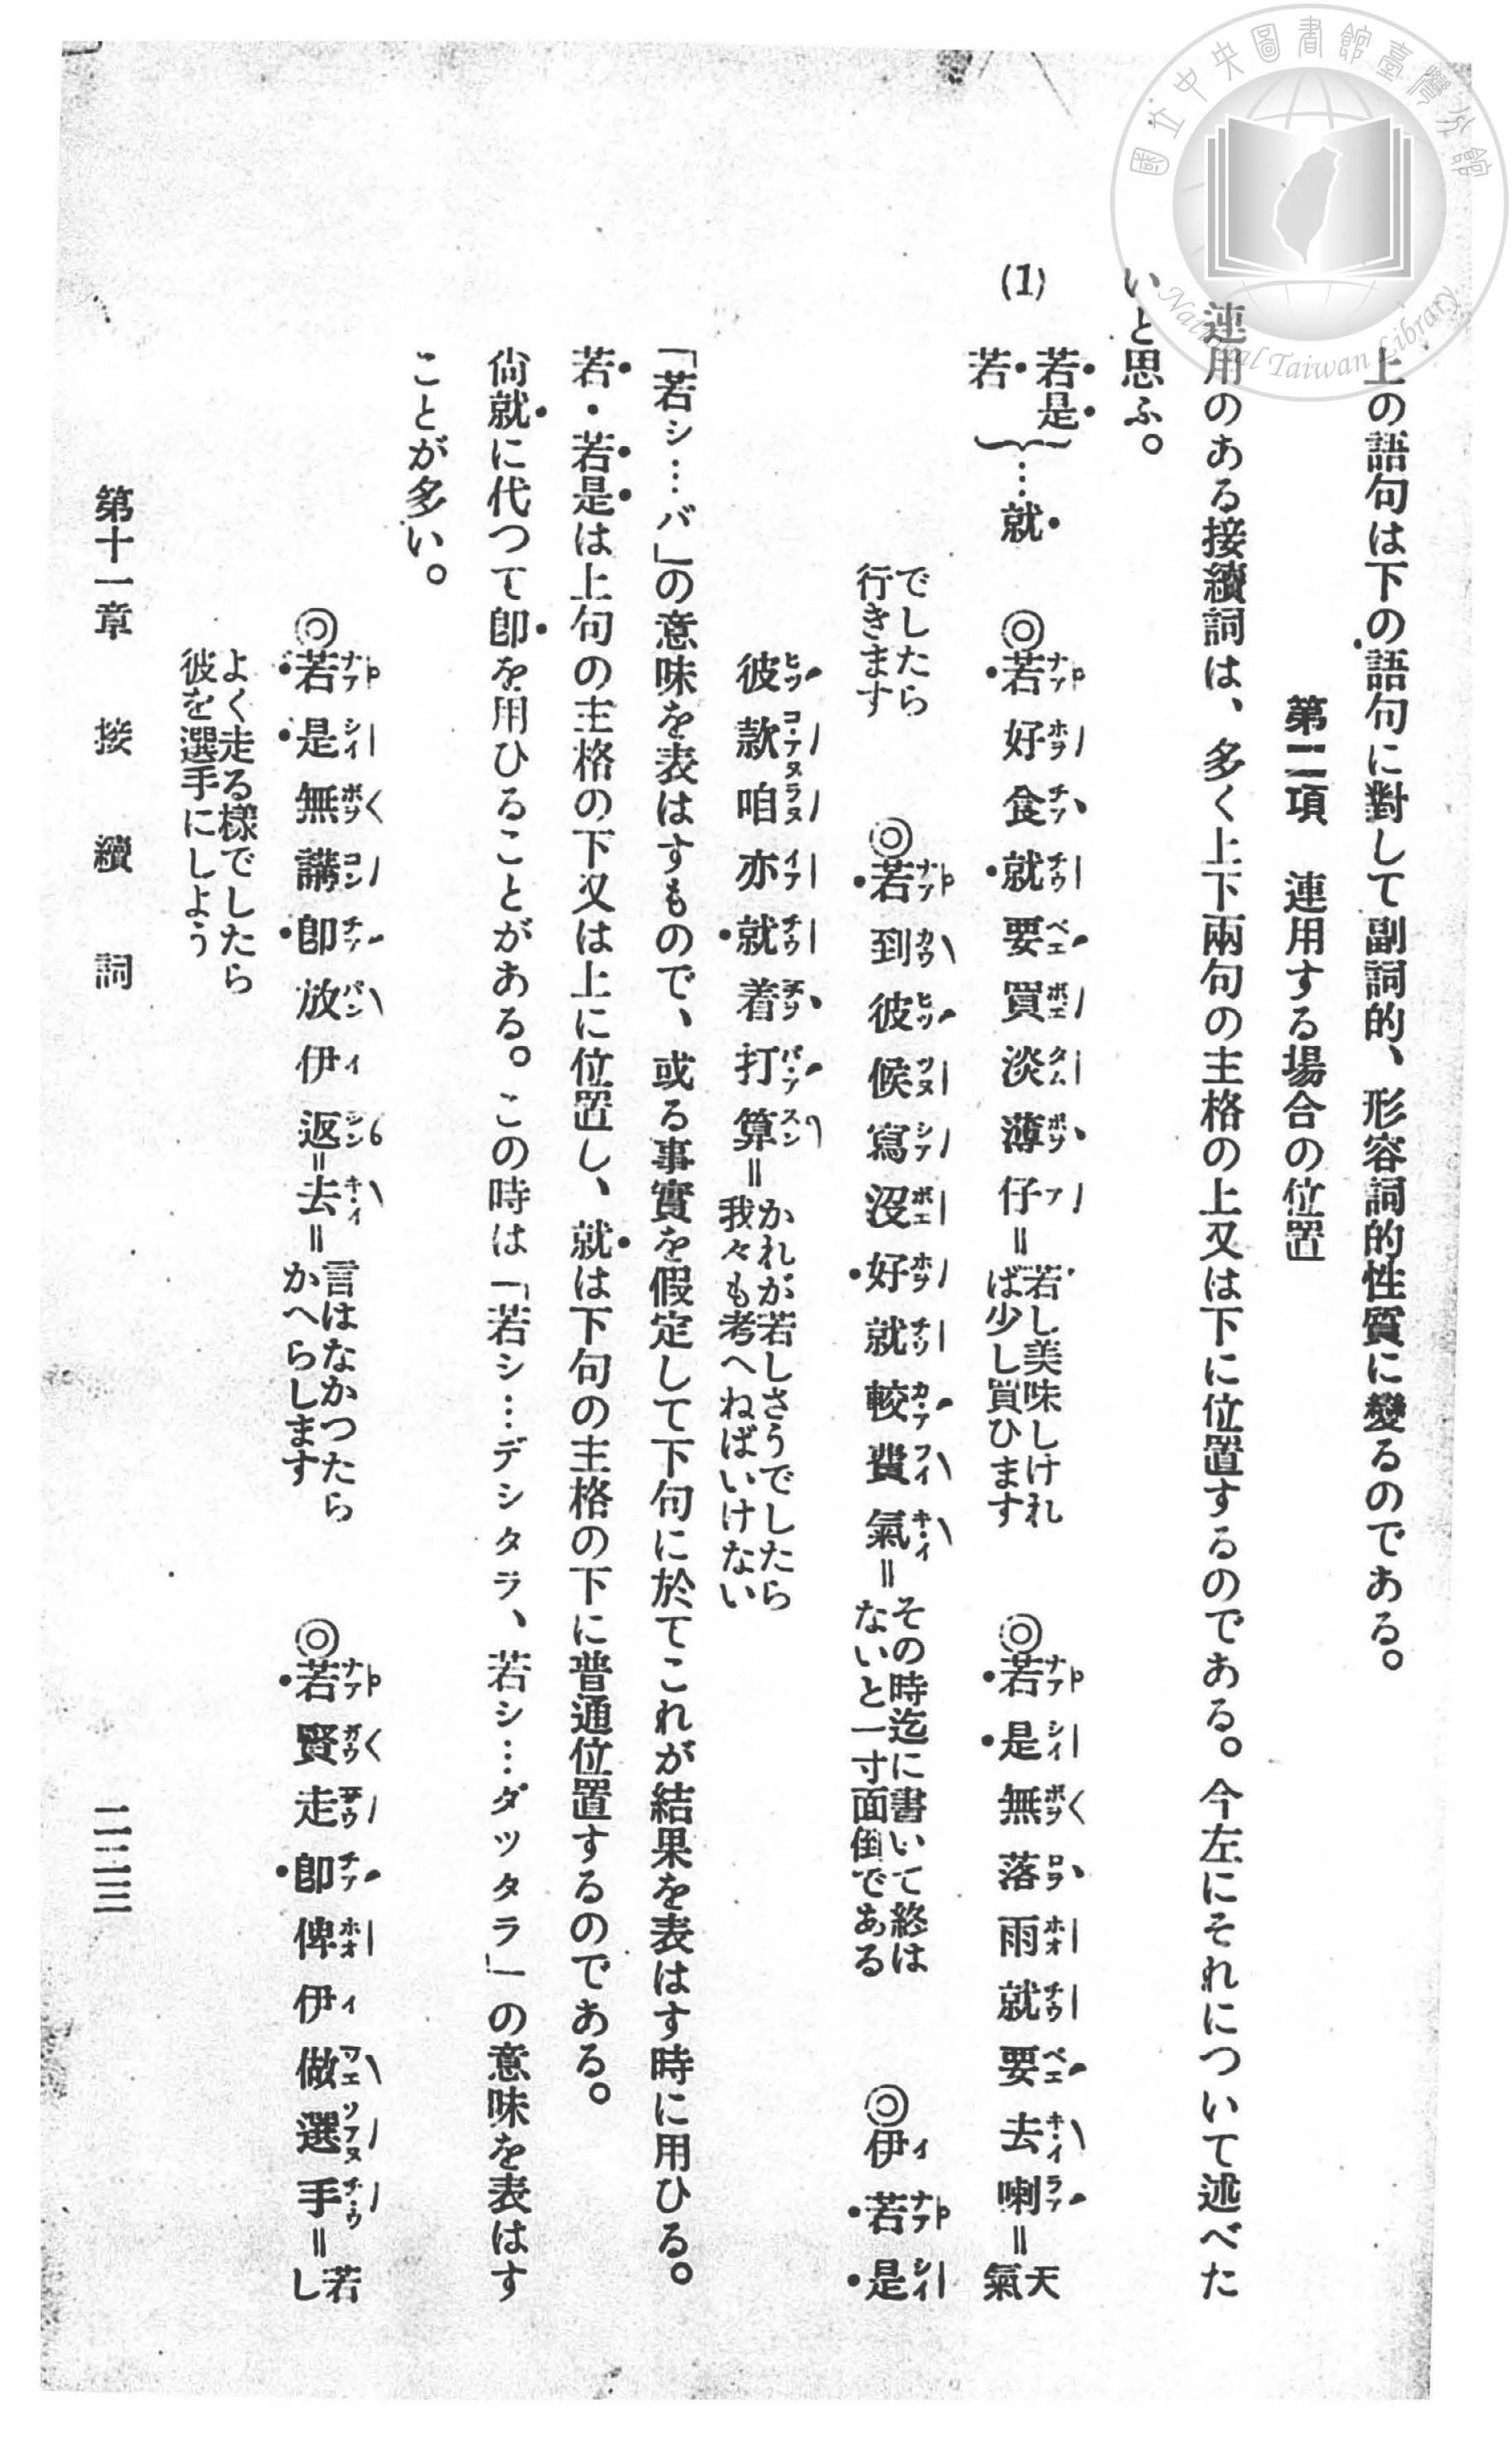 國立中央圖書館臺灣分館
National Taiwan Library
上の語句は下の語句に對して副詞的、形容詞的性質に變るのである。
第二項　連用する場合の位置
連用のある接續詞は、多く上下兩句の主格の上又は下に位置するのである。今左にそれについて述べた
いと思ふ。
(1) 若是 若 …就　◎若好食就要買淡薄仔＝若し美味しければ少し買ひます　◎若是無落雨就要去喇＝天氣
でしたら行きます　◎若到彼候寫沒好就較費氣＝その時迄に書いて終はないと一寸面倒である　◎伊若是
彼款咱亦就着打算＝かれが若しさうでしたら我々も考へねばいけない
「若シ…バ」の意味を表はすもので、或る事實を假定して下句に於てこれが結果を表はす時に用ひる。
若・若是は上句の主格の下又は上に位置し、就は下句の主格の下に普通位置するのである。
尙就に代つて卽を用ひることがある。この時は「若シ…デシタラ、若シ…ダッタラ」の意味を表はす
ことが多い。
◎若是無講卽放伊返＝去＝言はなかつたらかへらします　◎若賢走卽俾伊做選手＝若し
よく走る樣でしたら彼を選手にしよう
第十一章　接續詞
二二三